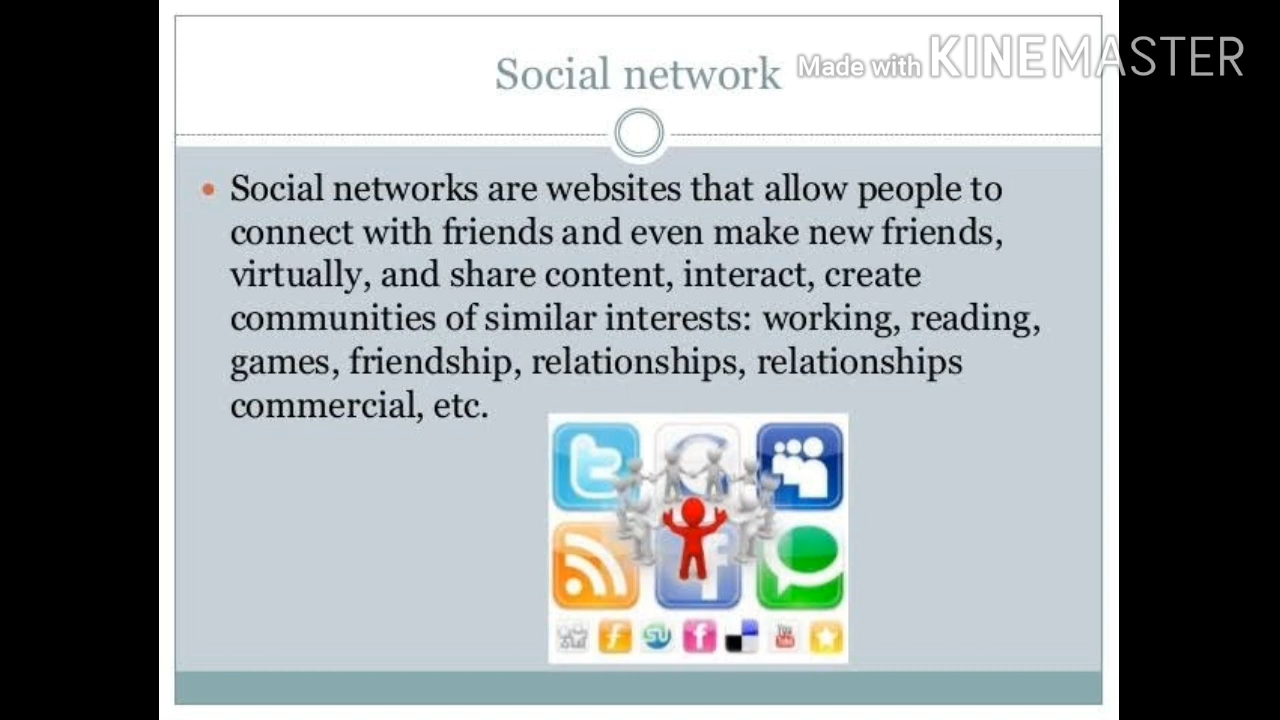 Social network
Made with KINEMASTER
• Social networks are websites that allow people to
connect with friends and even make new friends,
virtually, and share content, interact, create
communities of similar interests: working, reading,
games, friendship, relationships, relationships
commercial, etc.